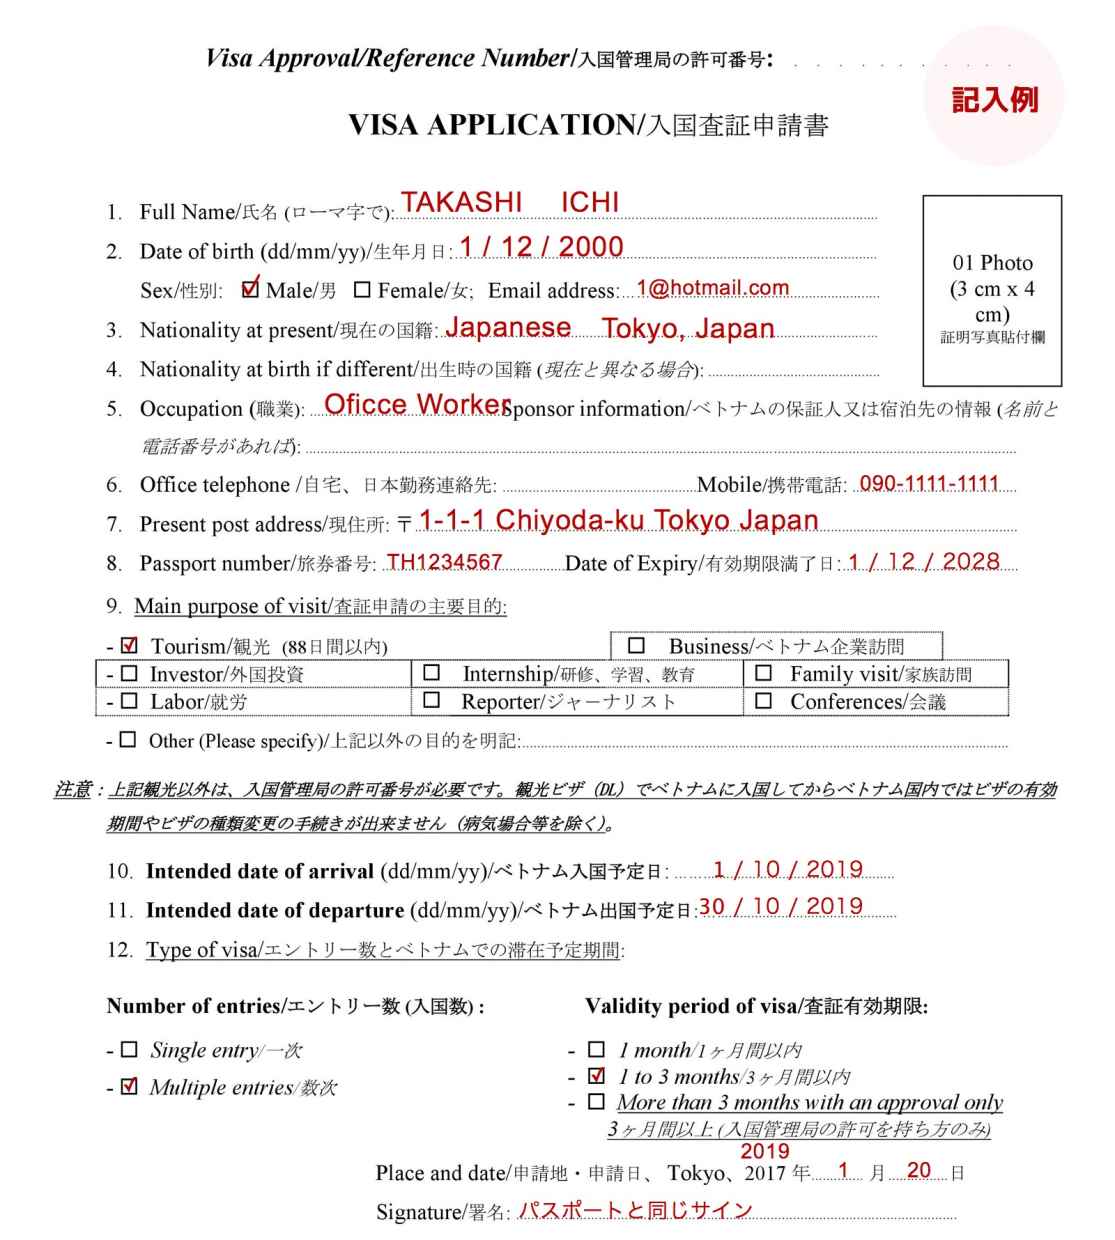 Visa Approval/Reference Number/入国管理局の許可番号:
記入例
VISA APPLICATION/入国査証申請書
1. Full Name/氏名 (ローマ字で): TAKASHI ICHI
2. Date of birth (dd/mm/yy)/生年月日: 1 / 12 / 2000
Sex/性別: ☑ Male/男 ☐ Female/女; Email address: 1@hotmail.com
3. Nationality at present/現在の国籍: Japanese Tokyo, Japan
4. Nationality at birth if different/出生時の国籍 (現在と異なる場合):
01 Photo
(3 cm x 4
cm)
証明写真貼付欄
5. Occupation (職業): Oficce Worker Sponsor information/ベトナムの保証人又は宿泊先の情報 (名前と
電話番号があれば):
6. Office telephone /自宅、日本勤務連絡先: Mobile/携帯電話: 090-1111-1111
7. Present post address/現住所: 〒 1-1-1 Chiyoda-ku Tokyo Japan
8. Passport number/旅券番号: TH1234567 Date of Expiry/有効期限満了日: 1 / 12 / 2028
9. Main purpose of visit/査証申請の主要目的:
- ☑ Tourism/観光 (88日間以内) ☐ Business/ベトナム企業訪問
- ☐ Investor/外国投資 ☐ Internship/研修、学習、教育 ☐ Family visit/家族訪問
- ☐ Labor/就労 ☐ Reporter/ジャーナリスト ☐ Conferences/会議
- ☐ Other (Please specify)/上記以外の目的を明記:
注意：上記観光以外は、入国管理局の許可番号が必要です。観光ビザ（DL）でベトナムに入国してからベトナム国内ではビザの有効
期間やビザの種類変更の手続きが出来ません（病気場合等を除く）。
10. Intended date of arrival (dd/mm/yy)/ベトナム入国予定日: 1 / 10 / 2019
11. Intended date of departure (dd/mm/yy)/ベトナム出国予定日: 30 / 10 / 2019
12. Type of visa/エントリー数とベトナムでの滞在予定期間:
Number of entries/エントリー数 (入国数) : Validity period of visa/査証有効期限:
- ☐ Single entry/一次 - ☐ 1 month/1ヶ月間以内
- ☑ Multiple entries/数次 - ☑ 1 to 3 months/3ヶ月間以内
- ☐ More than 3 months with an approval only
3ヶ月間以上 (入国管理局の許可を持ち方のみ)
2019
Place and date/申請地・申請日、 Tokyo、2017 年 1 月 20 日
Signature/署名: パスポートと同じサイン